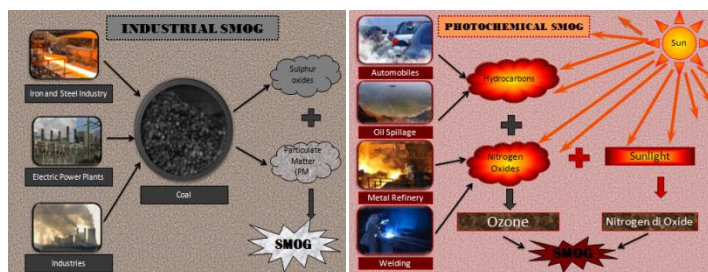 INDUSTRIAL SMOG
Iron and Steel Industry
Electric Power Plants
Industries
Coal
Sulphur
oxides
Particulate
Matter
(PM)
SMOG
PHOTOCHEMICAL SMOG
Sun
Automobiles
Oil Spillage
Metal Refinery
Welding
Hydrocarbons
Nitrogen
Oxides
Sunlight
Ozone
Nitrogen di Oxide
SMOG